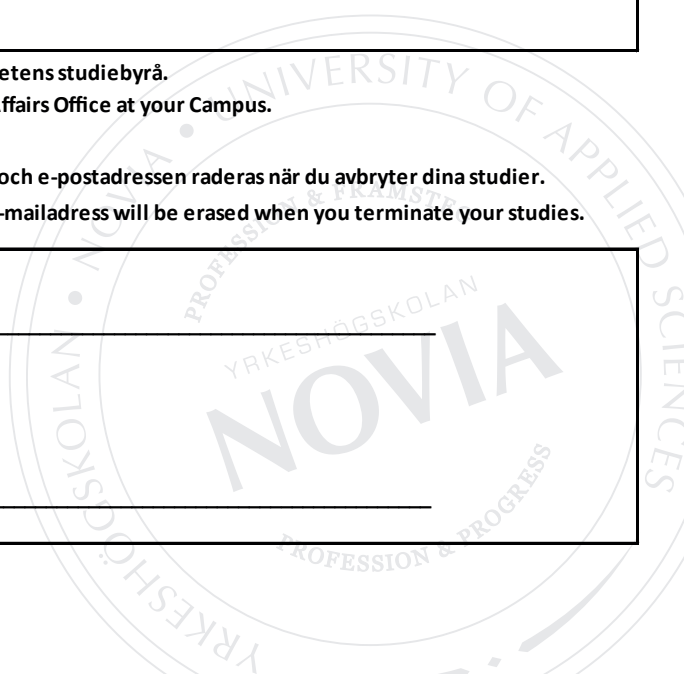 etens studiebyrå.
ffairs Office at your Campus.
och e-postadressen raderas när du avbryter dina studier.
-mailadress will be erased when you terminate your studies.
YRKESHÖGSKOLAN • NOVIA • UNIVERSITY OF APPLIED SCIENCES
PROFESSION & FRAMSTEG
YRKESHÖGSKOLAN
NOVIA
PROFESSION & PROGRESS